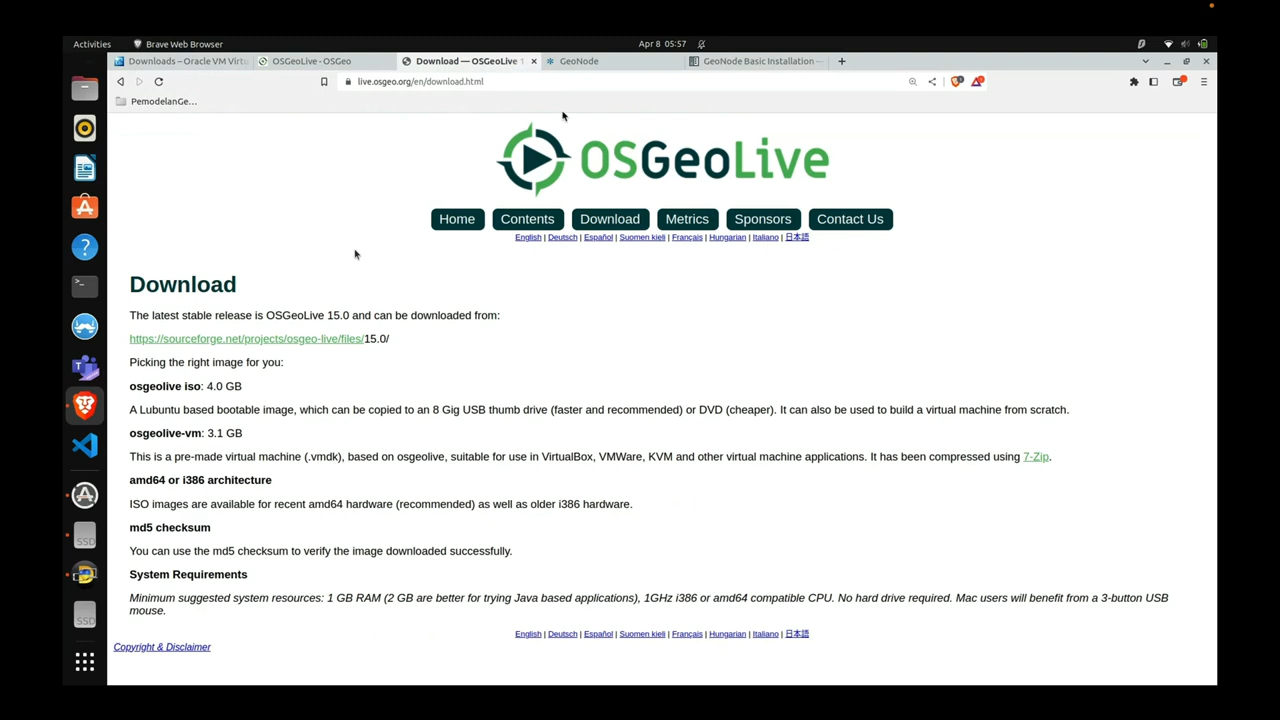 Activities
Brave Web Browser
Apr 8 05:57
Downloads – Oracle VM Virtu
OSGeoLive - OSGeo
Download — OSGeoLive 1
GeoNode
GeoNode Basic Installation —
live.osgeo.org/en/download.html
PemodelanGe...
OSGeoLive
Home
Contents
Download
Metrics
Sponsors
Contact Us
English | Deutsch | Español | Suomen kieli | Français | Hungarian | Italiano | 日本語
Download
The latest stable release is OSGeoLive 15.0 and can be downloaded from:
https://sourceforge.net/projects/osgeo-live/files/15.0/
Picking the right image for you:
osgeolive iso: 4.0 GB
A Lubuntu based bootable image, which can be copied to an 8 Gig USB thumb drive (faster and recommended) or DVD (cheaper). It can also be used to build a virtual machine from scratch.
osgeolive-vm: 3.1 GB
This is a pre-made virtual machine (.vmdk), based on osgeolive, suitable for use in VirtualBox, VMWare, KVM and other virtual machine applications. It has been compressed using 7-Zip.
amd64 or i386 architecture
ISO images are available for recent amd64 hardware (recommended) as well as older i386 hardware.
md5 checksum
You can use the md5 checksum to verify the image downloaded successfully.
System Requirements
Minimum suggested system resources: 1 GB RAM (2 GB are better for trying Java based applications), 1GHz i386 or amd64 compatible CPU. No hard drive required. Mac users will benefit from a 3-button USB
mouse.
English | Deutsch | Español | Suomen kieli | Français | Hungarian | Italiano | 日本語
Copyright & Disclaimer
SSD
SSD